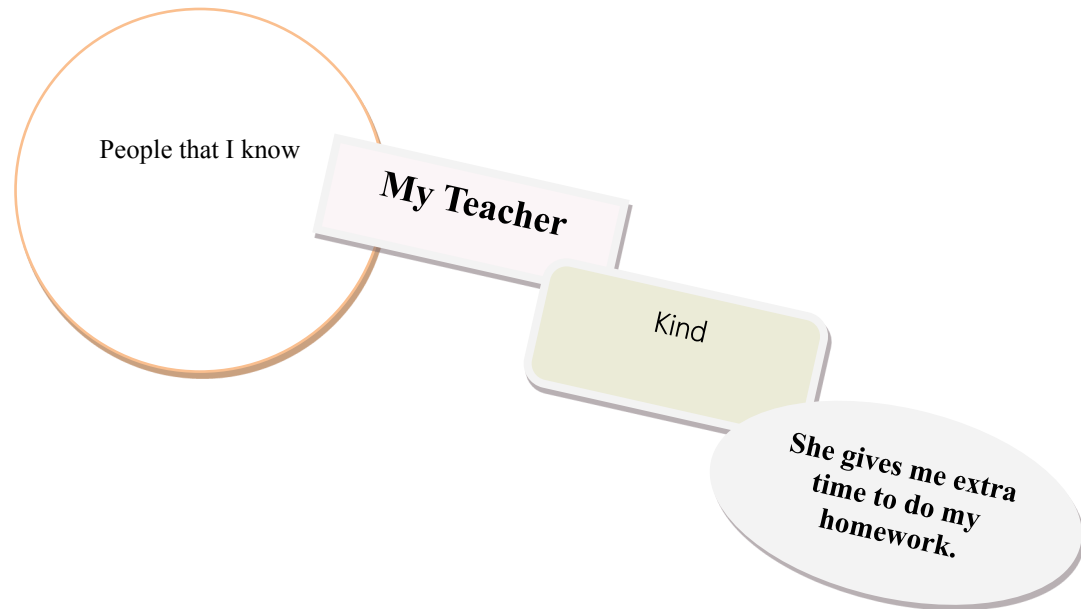 People that I know
My Teacher
Kind
She gives me extra
time to do my
homework.